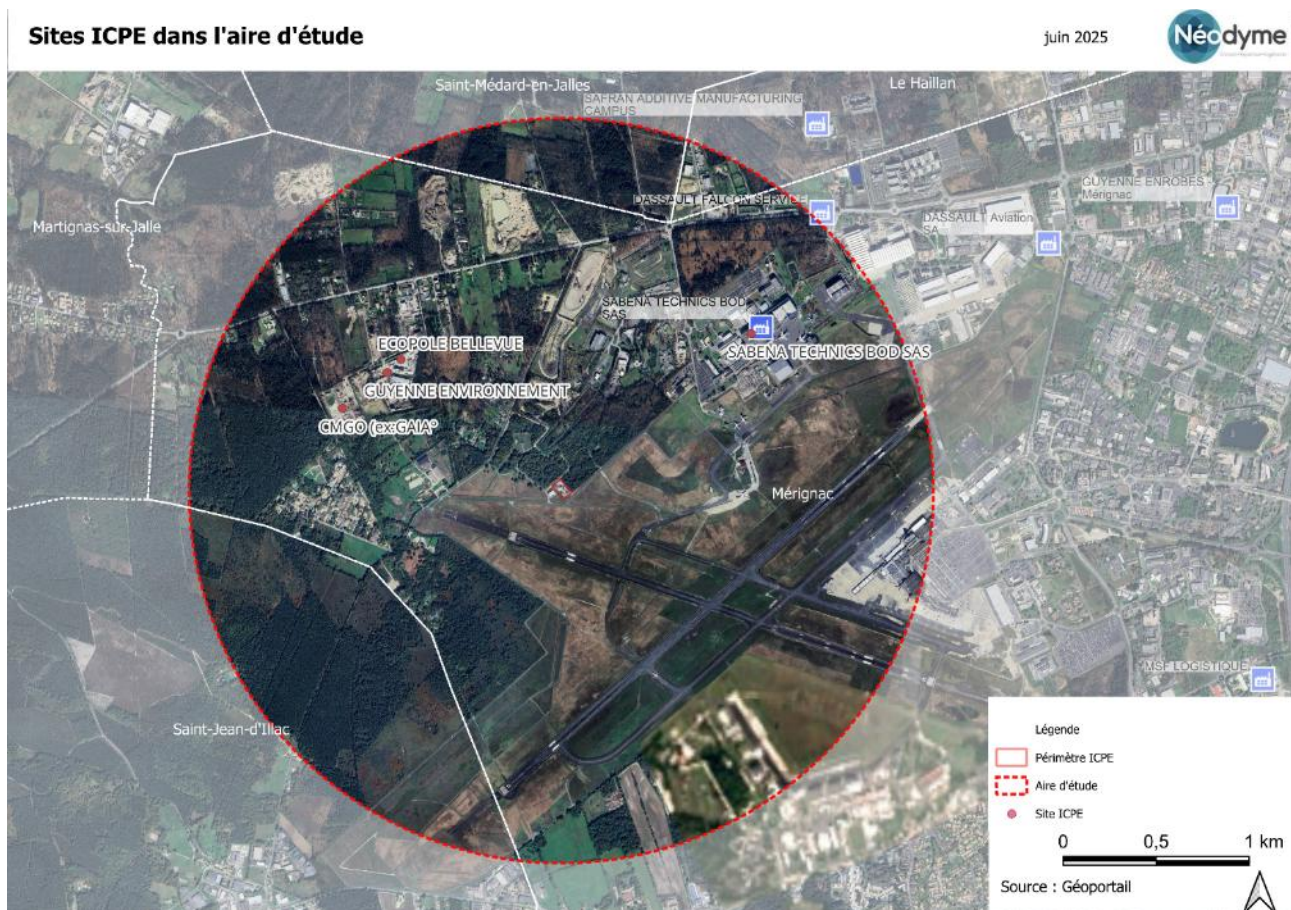 Sites ICPE dans l'aire d'étude
juin 2025
Néodyme
Saint-Médard-en-Jalles
Le Haillan
SAFRAN ADDITIVE MANUFACTURING
CAMPUS
GUYENNE ENROBES -
Mérignac
DASSAULT FALCON SERVICE
DASSAULT Aviation
SA
Martignas-sur-Jalle
SABENA TECHNICS BOD
SAS
ECOPOLE BELLEVUE
SABENA TECHNICS BOD SAS
GUYENNE ENVIRONNEMENT
CMGO (ex:GAIA°
Mérignac
MSF LOGISTIQUE
Saint-Jean-d'Illac
Légende
Périmètre ICPE
Aire d'étude
Site ICPE
0 0,5 1 km
Source : Géoportail